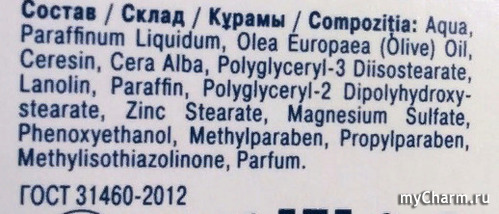 Состав / Склад / Құрамы / Compoziția: Aqua,
Paraffinum Liquidum, Olea Europaea (Olive) Oil,
Ceresin, Cera Alba, Polyglyceryl-3 Diisostearate,
Lanolin, Paraffin, Polyglyceryl-2 Dipolyhydroxy-
stearate, Zinc Stearate, Magnesium Sulfate,
Phenoxyethanol, Methylparaben, Propylparaben,
Methylisothiazolinone, Parfum.
ГОСТ 31460-2012
myCharm.ru